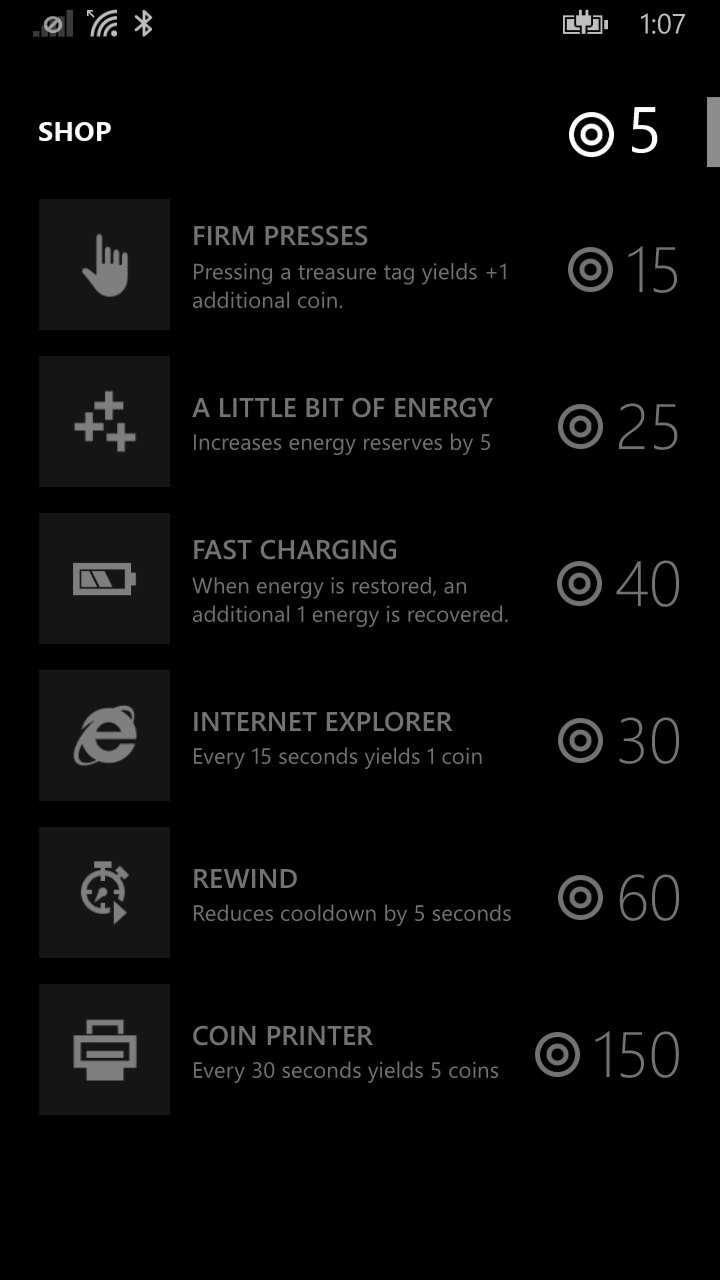 1:07
SHOP
5
FIRM PRESSES
Pressing a treasure tag yields +1
additional coin.
15
A LITTLE BIT OF ENERGY
Increases energy reserves by 5
25
FAST CHARGING
When energy is restored, an
additional 1 energy is recovered.
40
INTERNET EXPLORER
Every 15 seconds yields 1 coin
30
REWIND
Reduces cooldown by 5 seconds
60
COIN PRINTER
Every 30 seconds yields 5 coins
150